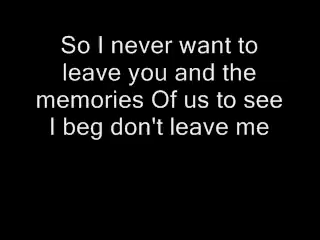 So I never want to
leave you and the
memories Of us to see
I beg don't leave me